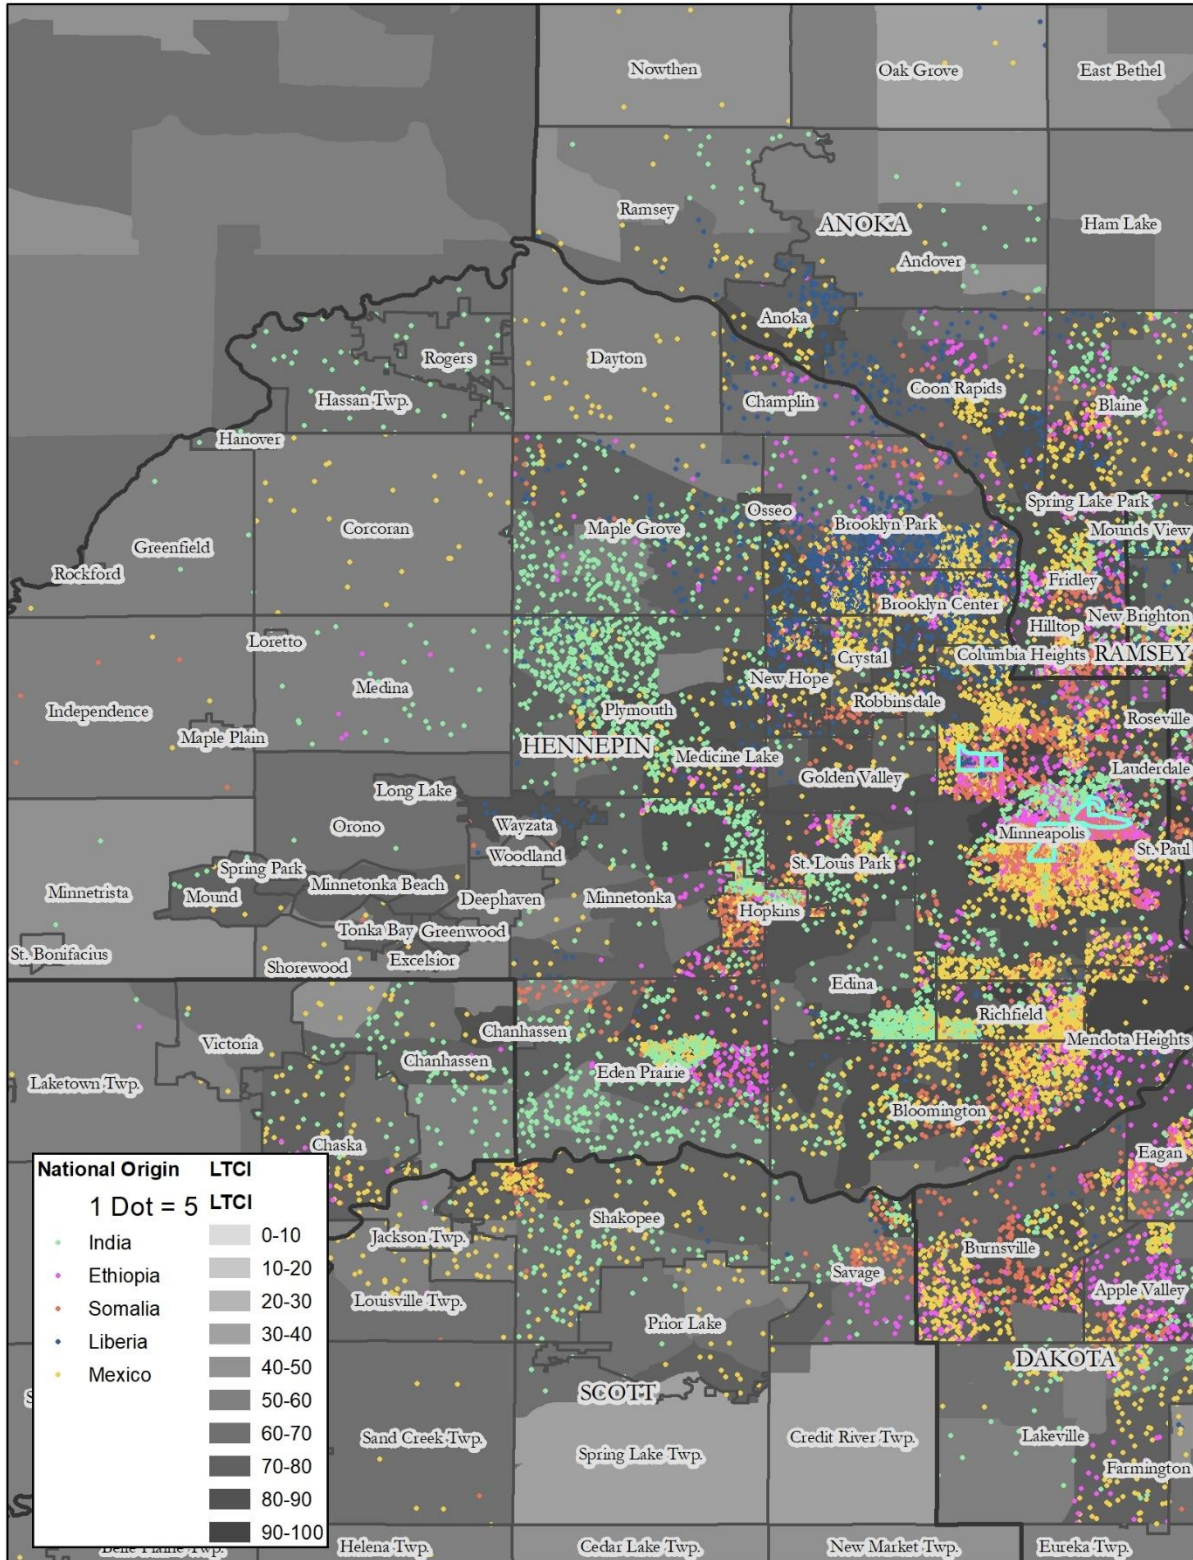 Nowthen
Oak Grove
East Bethel
Ramsey
ANOKA
Ham Lake
Andover
Anoka
Rogers
Dayton
Coon Rapids
Hassan Twp.
Champlin
Blaine
Hanover
Spring Lake Park
Osseo
Corcoran
Maple Grove
Brooklyn Park
Mounds View
Greenfield
Rockford
Fridley
Brooklyn Center
New Brighton
Hilltop
Loretto
Crystal
Columbia Heights
RAMSEY
Medina
New Hope
Independence
Plymouth
Robbinsdale
Maple Plain
Roseville
HENNEPIN
Medicine Lake
Golden Valley
Lauderdale
Long Lake
Orono
Wayzata
Minneapolis
Woodland
St. Louis Park
St. Paul
Spring Park
Minnetonka Beach
Minnetrista
Mound
Deephaven
Minnetonka
Hopkins
Tonka Bay
Greenwood
St. Bonifacius
Excelsior
Shorewood
Edina
Richfield
Chanhassen
Victoria
Mendota Heights
Chanhassen
Laketown Twp.
Eden Prairie
Bloomington
Chaska
Eagan
Shakopee
Jackson Twp.
Burnsville
Savage
Apple Valley
Louisville Twp.
Prior Lake
DAKOTA
SCOTT
Sand Creek Twp.
Spring Lake Twp.
Credit River Twp.
Lakeville
Farmington
Helena Twp.
Cedar Lake Twp.
New Market Twp.
Eureka Twp.
National Origin
1 Dot = 5
India
Ethiopia
Somalia
Liberia
Mexico
LTCI
LTCI
0-10
10-20
20-30
30-40
40-50
50-60
60-70
70-80
80-90
90-100